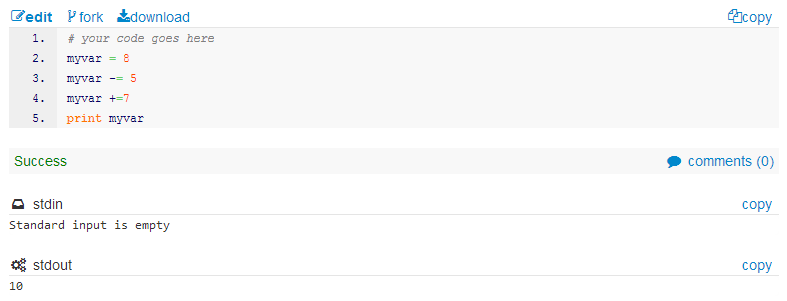 edit fork download copy
1. # your code goes here
2. myvar = 8
3. myvar -= 5
4. myvar +=7
5. print myvar
Success comments (0)
stdin copy
Standard input is empty
stdout copy
10